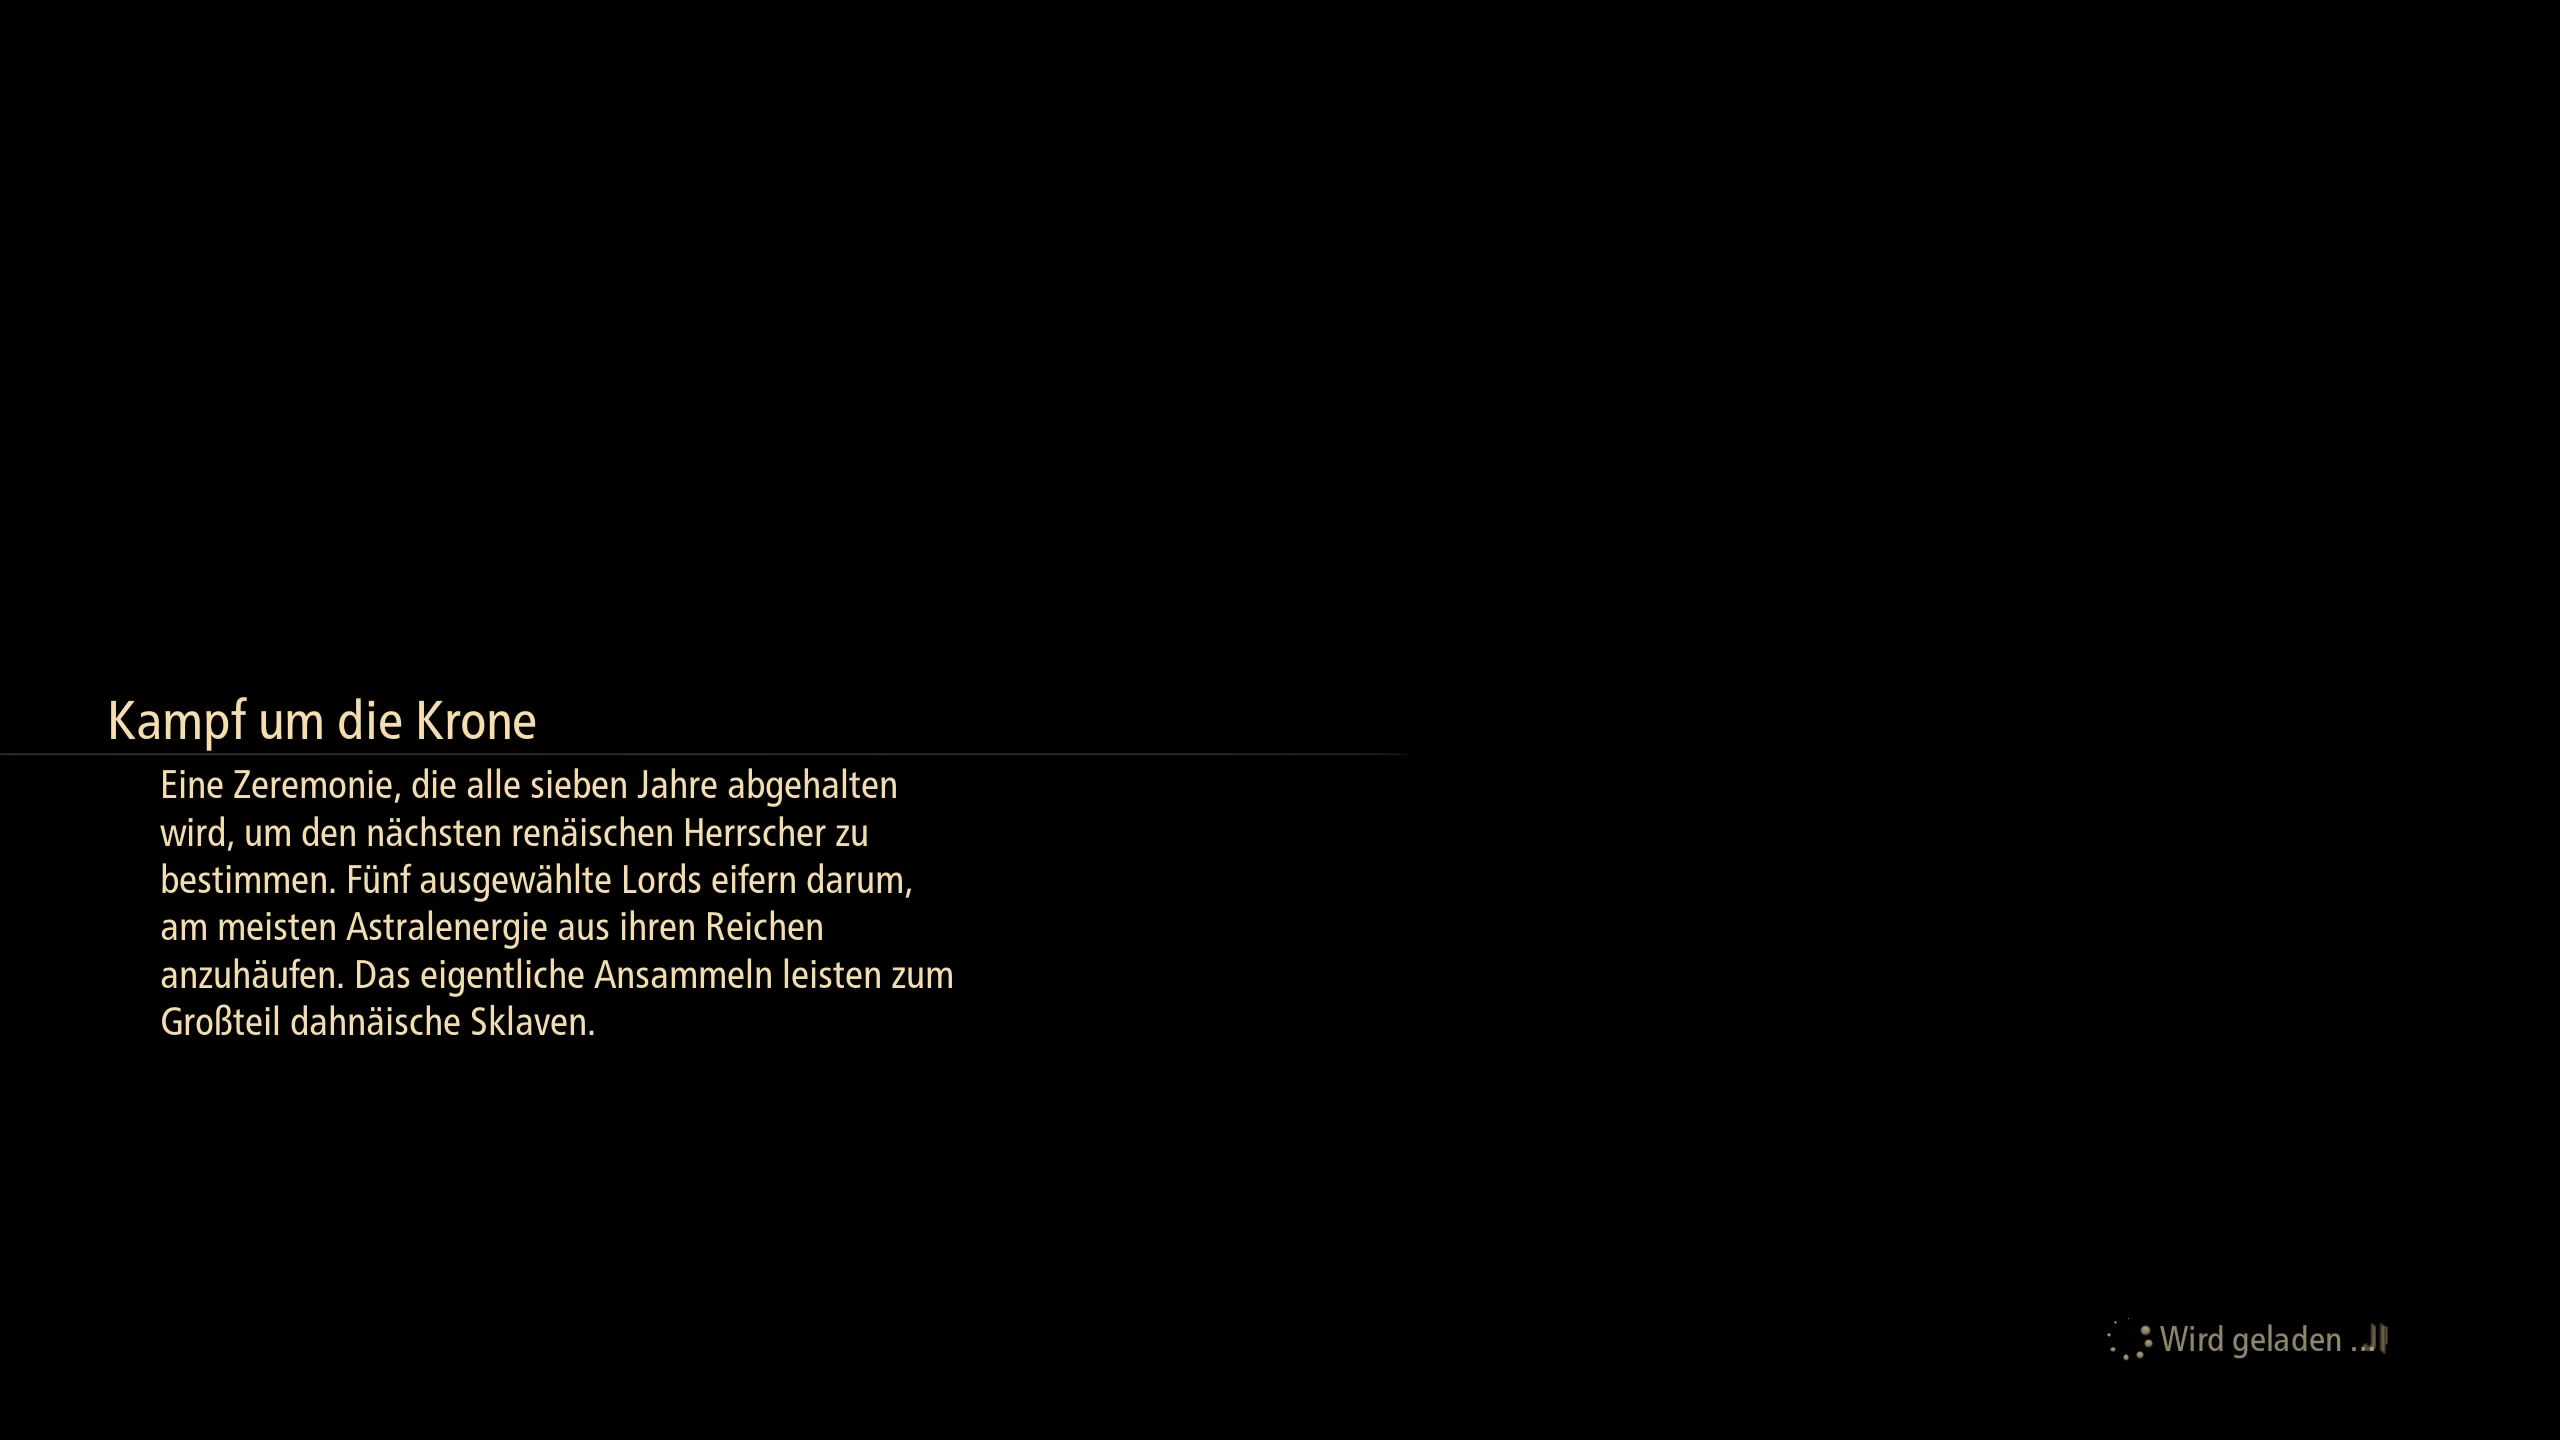 Kampf um die Krone
Eine Zeremonie, die alle sieben Jahre abgehalten
wird, um den nächsten renäischen Herrscher zu
bestimmen. Fünf ausgewählte Lords eifern darum,
am meisten Astralenergie aus ihren Reichen
anzuhäufen. Das eigentliche Ansammeln leisten zum
Großteil dahnäische Sklaven.
Wird geladen ...